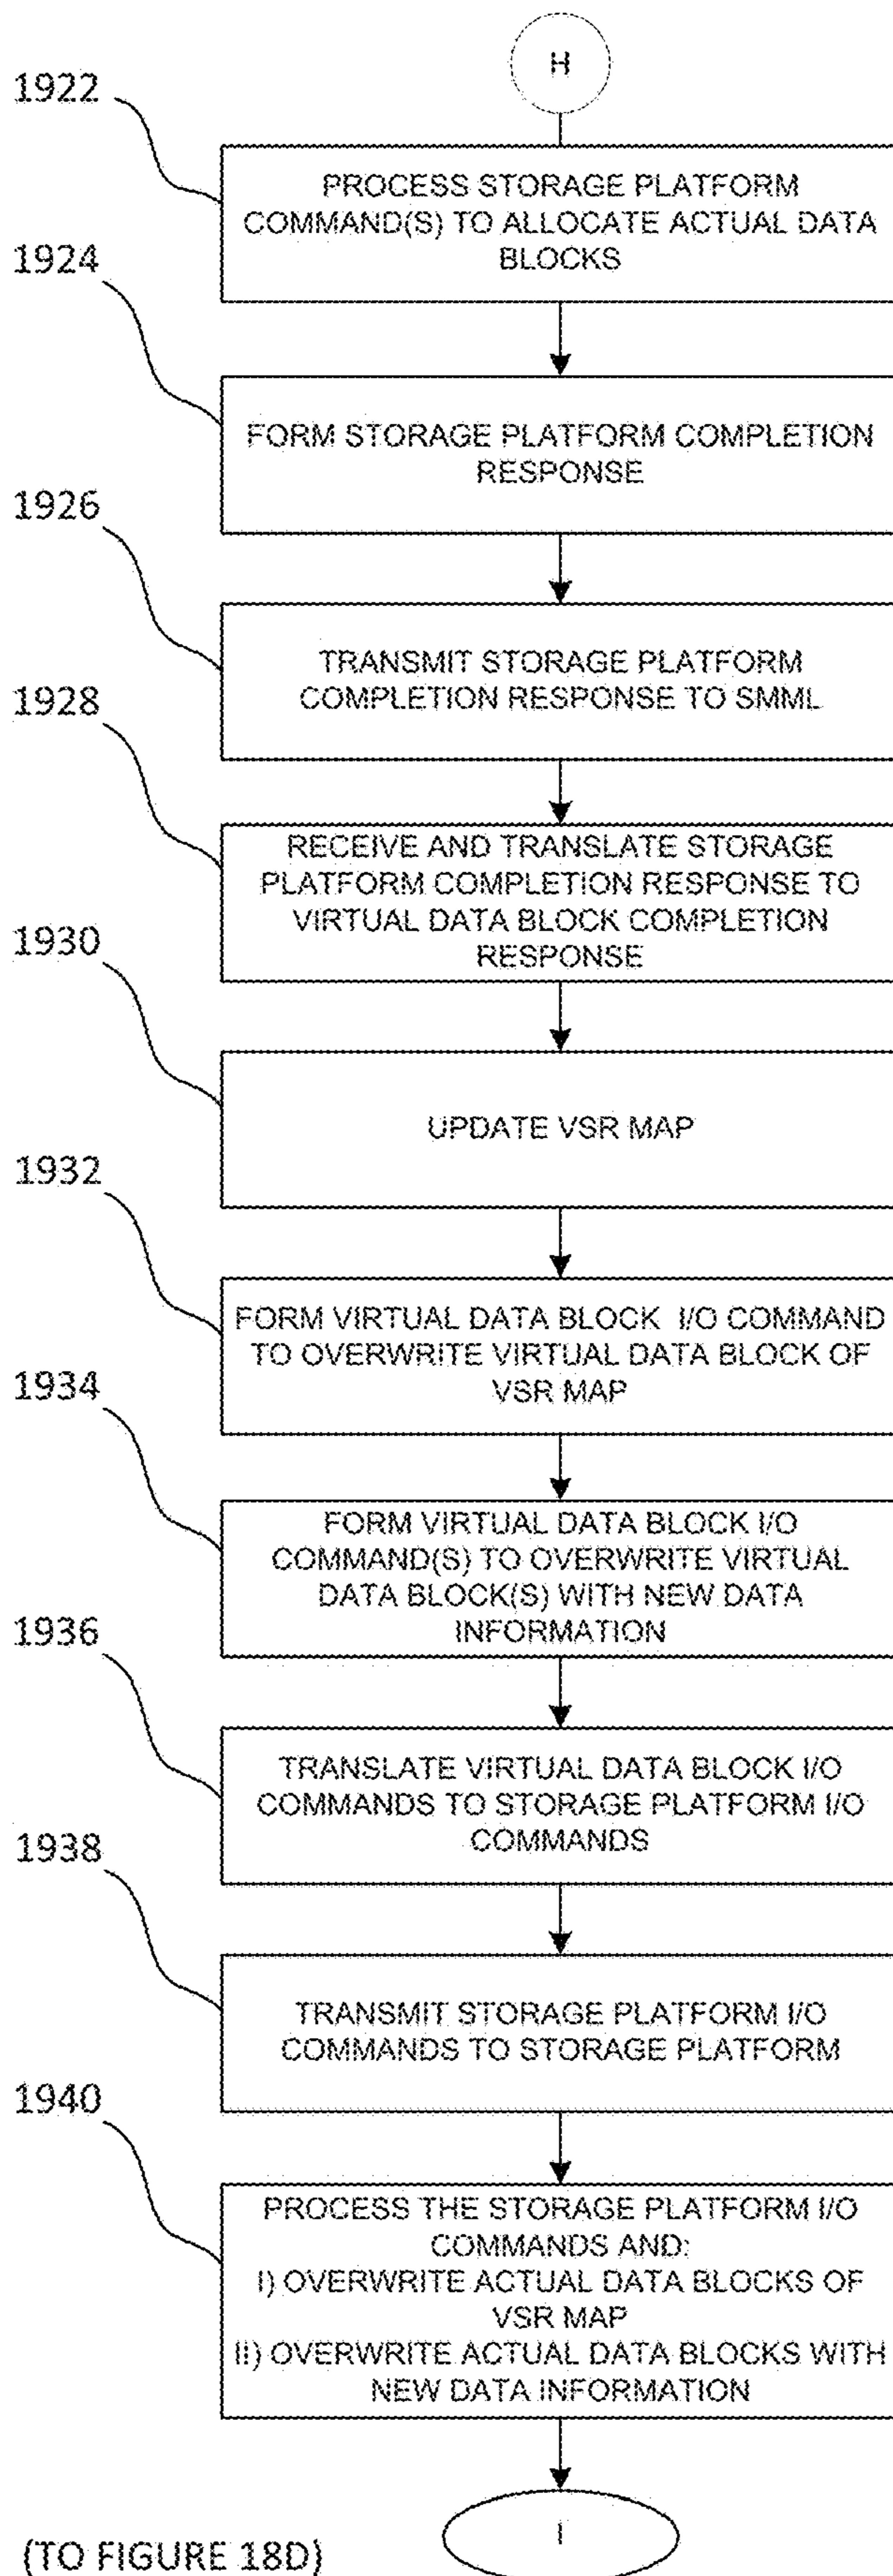 H
1922
PROCESS STORAGE PLATFORM
COMMAND(S) TO ALLOCATE ACTUAL DATA
BLOCKS
1924
FORM STORAGE PLATFORM COMPLETION
RESPONSE
1926
TRANSMIT STORAGE PLATFORM
COMPLETION RESPONSE TO SMML
1928
RECEIVE AND TRANSLATE STORAGE
PLATFORM COMPLETION RESPONSE TO
VIRTUAL DATA BLOCK COMPLETION
RESPONSE
1930
UPDATE VSR MAP
1932
FORM VIRTUAL DATA BLOCK I/O COMMAND
TO OVERWRITE VIRTUAL DATA BLOCK OF
VSR MAP
1934
FORM VIRTUAL DATA BLOCK I/O
COMMAND(S) TO OVERWRITE VIRTUAL
DATA BLOCK(S) WITH NEW DATA
INFORMATION
1936
TRANSLATE VIRTUAL DATA BLOCK I/O
COMMANDS TO STORAGE PLATFORM I/O
COMMANDS
1938
TRANSMIT STORAGE PLATFORM I/O
COMMANDS TO STORAGE PLATFORM
1940
PROCESS THE STORAGE PLATFORM I/O
COMMANDS AND:
I) OVERWRITE ACTUAL DATA BLOCKS OF
VSR MAP
II) OVERWRITE ACTUAL DATA BLOCKS WITH
NEW DATA INFORMATION
I
(TO FIGURE 18D)